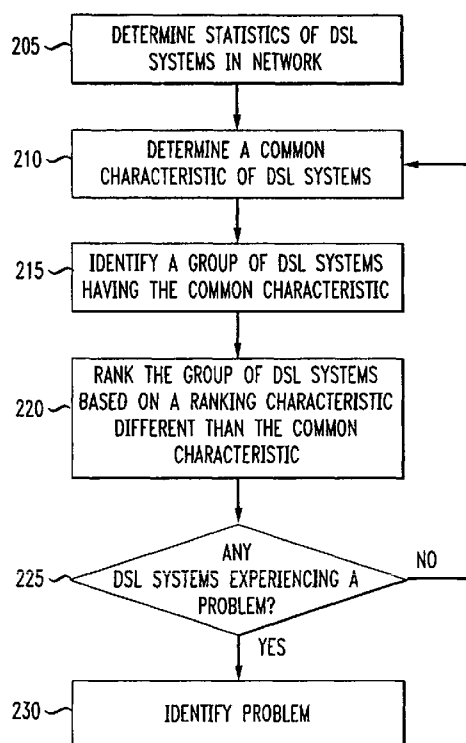 205
DETERMINE STATISTICS OF DSL
SYSTEMS IN NETWORK
210
DETERMINE A COMMON
CHARACTERISTIC OF DSL SYSTEMS
215
IDENTIFY A GROUP OF DSL SYSTEMS
HAVING THE COMMON CHARACTERISTIC
220
RANK THE GROUP OF DSL SYSTEMS
BASED ON A RANKING CHARACTERISTIC
DIFFERENT THAN THE COMMON
CHARACTERISTIC
225
ANY
DSL SYSTEMS EXPERIENCING A
PROBLEM?
NO
YES
230
IDENTIFY PROBLEM